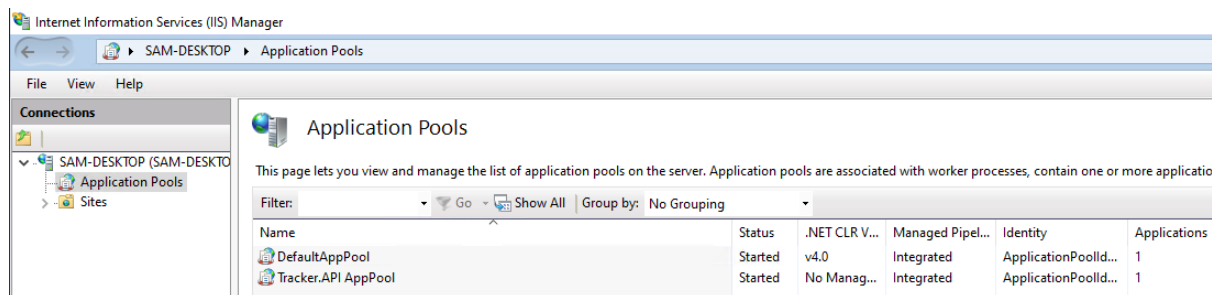 Internet Information Services (IIS) Manager
SAM-DESKTOP Application Pools
File View Help
Connections
SAM-DESKTOP (SAM-DESKTO
Application Pools
Sites
Application Pools
This page lets you view and manage the list of application pools on the server. Application pools are associated with worker processes, contain one or more applicatio
Filter: Go Show All Group by: No Grouping
Name Status .NET CLR V... Managed Pipel... Identity Applications
DefaultAppPool Started v4.0 Integrated ApplicationPoolId... 1
Tracker.API AppPool Started No Manag... Integrated ApplicationPoolId... 1